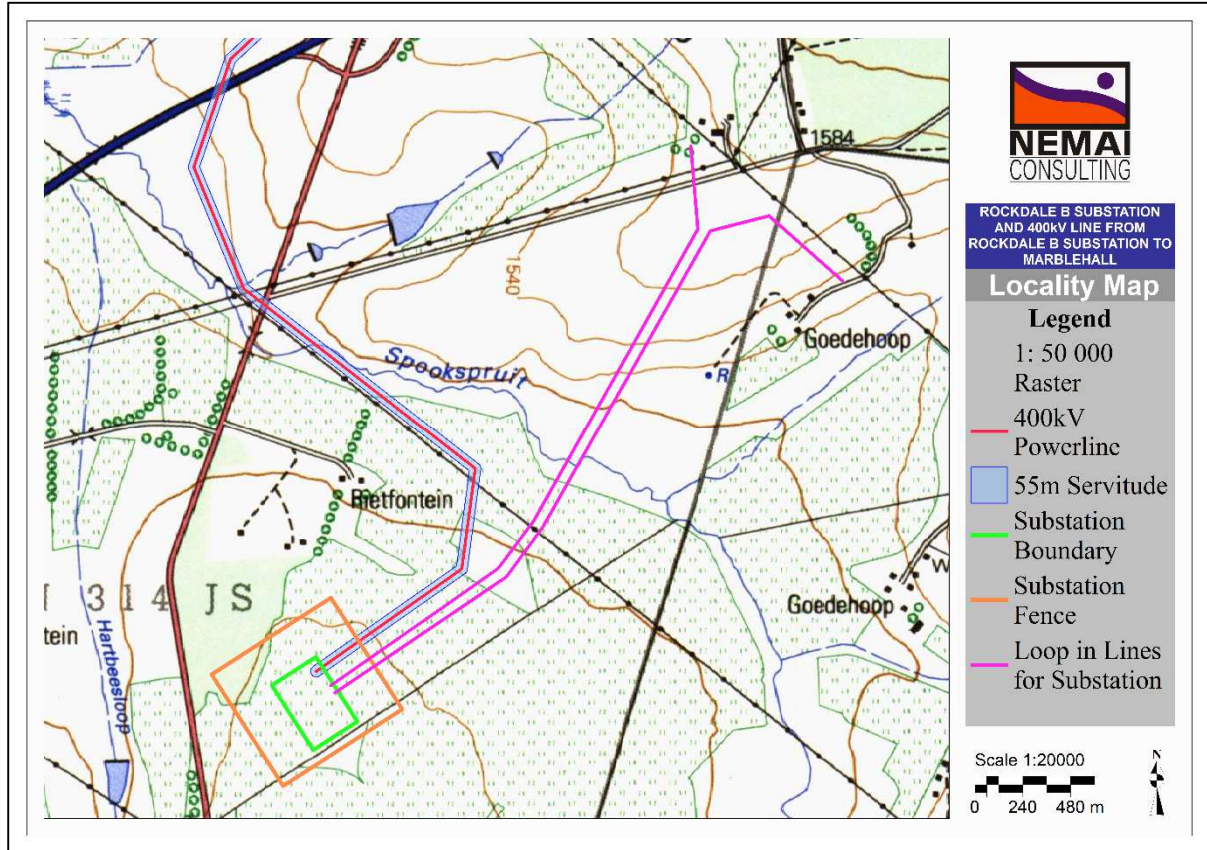 1584
1540
Spookspruit
Goedehoop
R
Rietfontein
314 JS
tein
Hartbeesloop
Goedehoop
W
NEMAI
CONSULTING
ROCKDALE B SUBSTATION
AND 400kV LINE FROM
ROCKDALE B SUBSTATION TO
MARBLEHALL
Locality Map
Legend
1: 50 000
Raster
400kV
Powerline
55m Servitude
Substation
Boundary
Substation
Fence
Loop in Lines
for Substation
Scale 1:20000
0 240 480 m
N